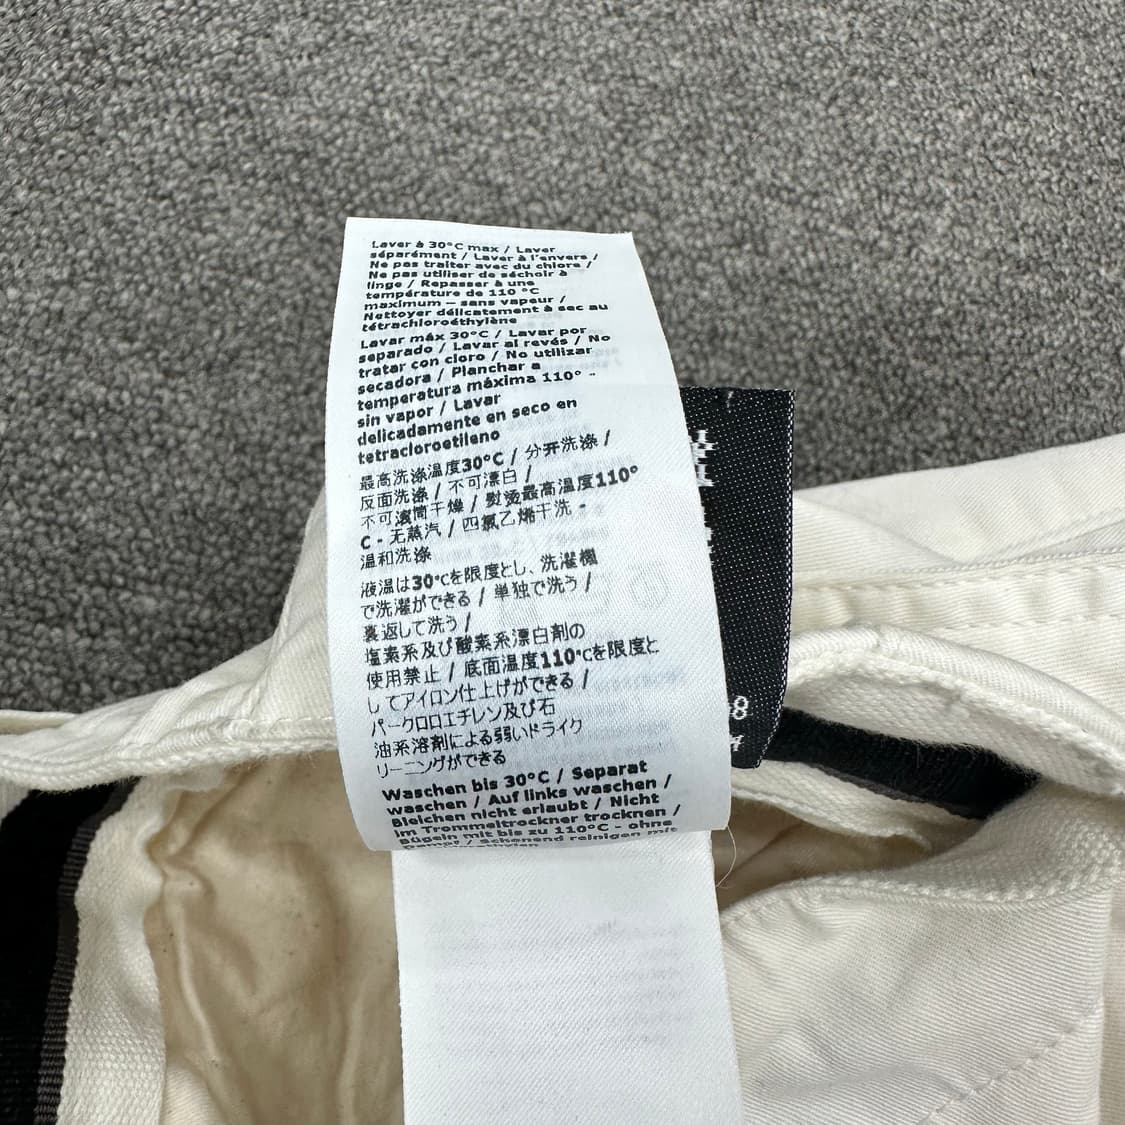 Laver à 30°C max / Laver
séparément / Laver à l'envers /
Ne pas traiter avec du chlore /
Ne pas utiliser de séchoir à
linge / Repasser à une
température de 110 °C
maximum – sans vapeur /
Nettoyer délicatement à sec au
tétrachloroéthylène
Lavar máx 30°C / Lavar por
separado / Lavar al revés / No
tratar con cloro / No utilizar
secadora / Planchar a
temperatura máxima 110° -
sin vapor / Lavar
delicadamente en seco en
tetracloroetileno
最高洗涤温度30°C / 分开洗涤 /
反面洗涤 / 不可漂白 /
不可滚筒干燥 / 熨烫最高温度110°
C - 无蒸汽 / 四氯乙烯干洗 -
温和洗涤
液温は30℃を限度とし、洗濯機
で洗濯ができる / 単独で洗う /
裏返して洗う /
塩素系及び酸素系漂白剤の
使用禁止 / 底面温度110℃を限度と
してアイロン仕上げができる /
パークロロエチレン及び石
油系溶剤による弱いドライク
リーニングができる
Waschen bis 30°C / Separat
waschen / Auf links waschen /
Bleichen nicht erlaubt / Nicht
im Trommeltrockner trocknen /
Bügeln mit bis zu 110°C - ohne
Dampf / Schonend reinigen mit
8